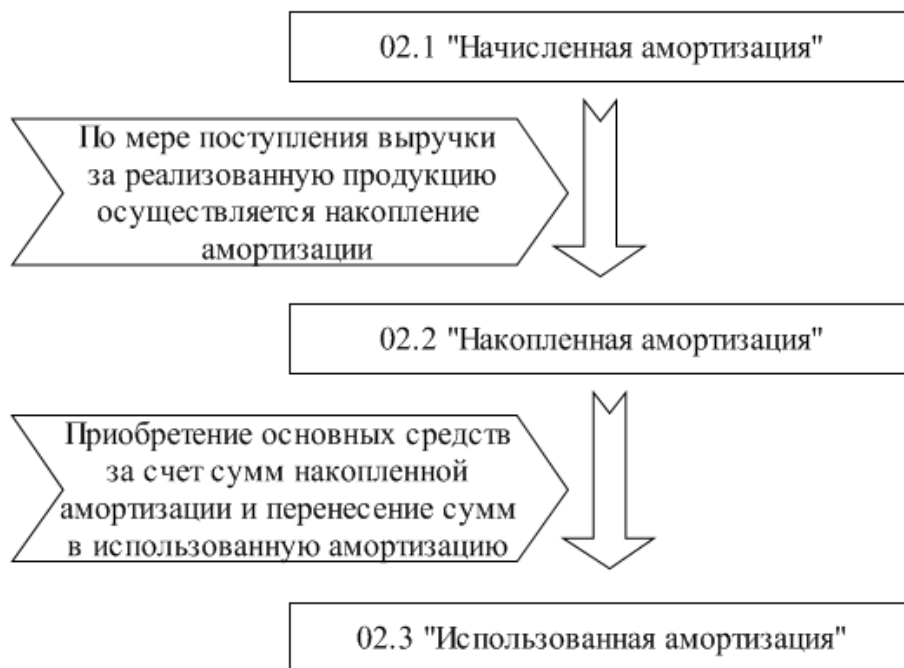 02.1 "Начисленная амортизация"
По мере поступления выручки
за реализованную продукцию
осуществляется накопление
амортизации
02.2 "Накопленная амортизация"
Приобретение основных средств
за счет сумм накопленной
амортизации и перенесение сумм
в использованную амортизацию
02.3 "Использованная амортизация"